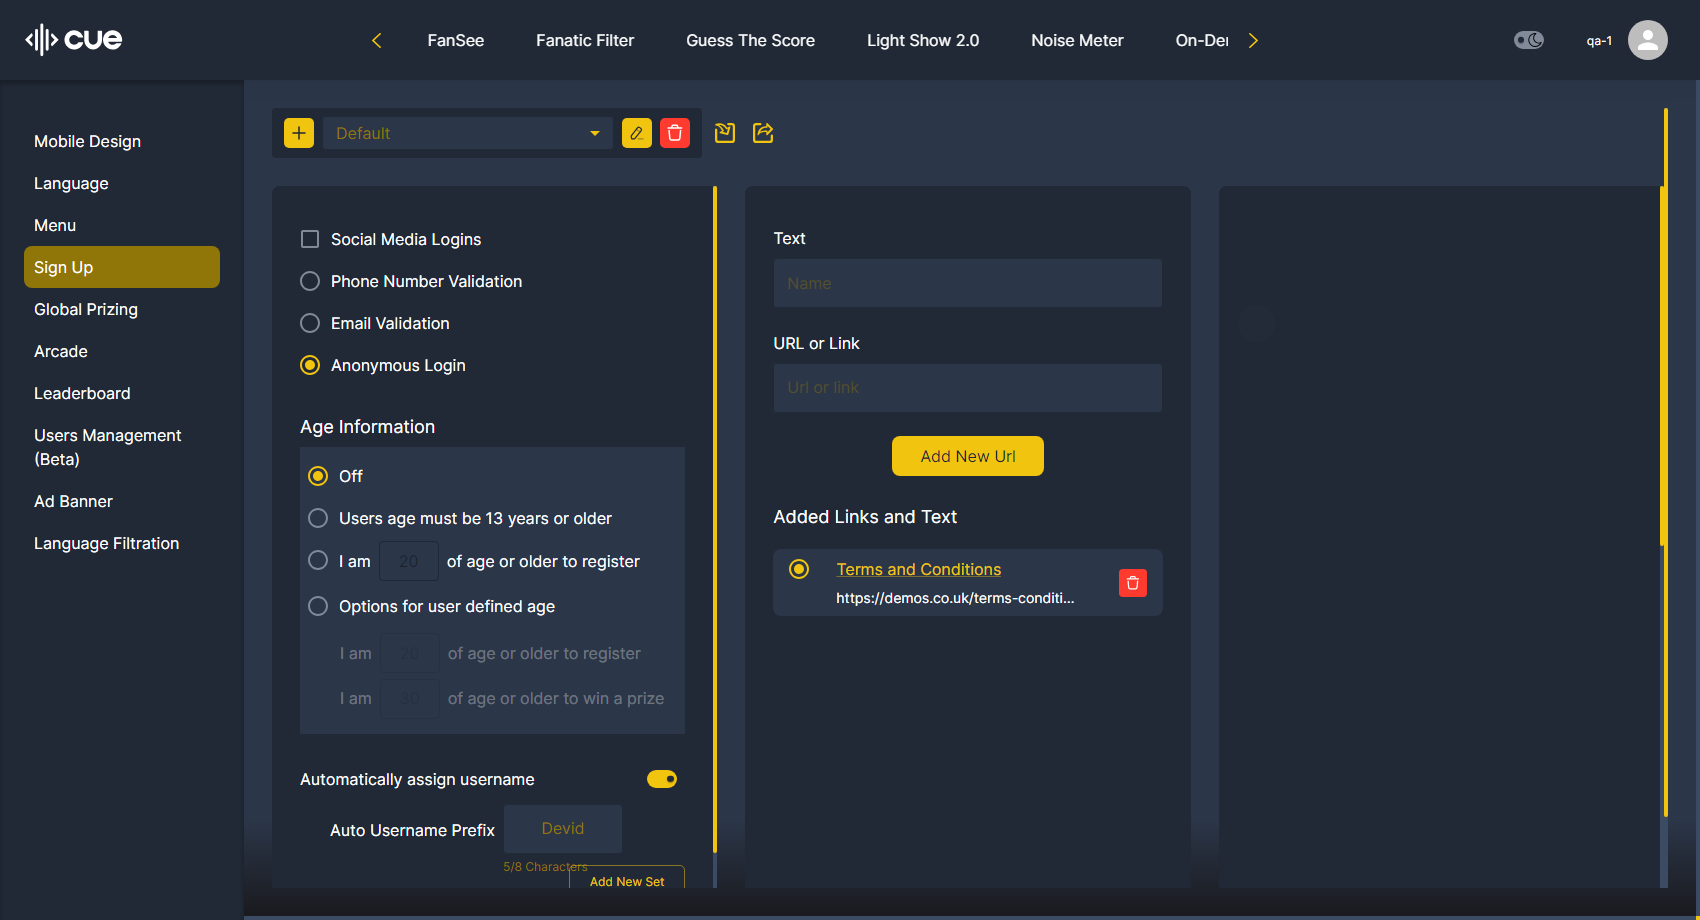 cue
FanSee
Fanatic Filter
Guess The Score
Light Show 2.0
Noise Meter
On-De
qa-1
Mobile Design
Language
Menu
Sign Up
Global Prizing
Arcade
Leaderboard
Users Management
(Beta)
Ad Banner
Language Filtration
Default
Social Media Logins
Phone Number Validation
Email Validation
Anonymous Login
Age Information
Off
Users age must be 13 years or older
I am 20 of age or older to register
Options for user defined age
I am 20 of age or older to register
I am 30 of age or older to win a prize
Automatically assign username
Auto Username Prefix Devid
5/8 Characters
Add New Set
Text
Name
URL or Link
Url or link
Add New Url
Added Links and Text
Terms and Conditions
https://demos.co.uk/terms-conditi...